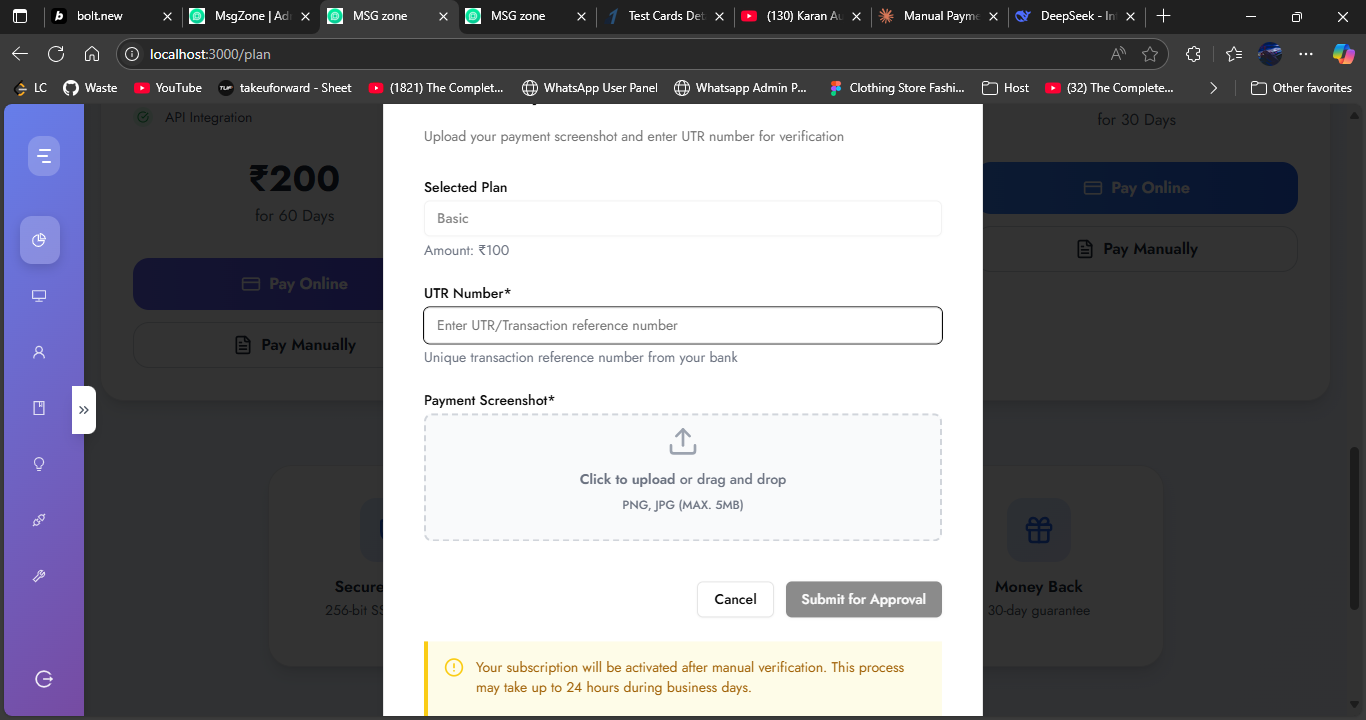 bolt.new
MsgZone | Ad
MSG zone
MSG zone
Test Cards De
(130) Karan Au
Manual Payme
DeepSeek - In
localhost:3000/plan
LC
Waste
YouTube
takeuforward - Sheet
(1821) The Complet...
WhatsApp User Panel
Whatsapp Admin P...
Clothing Store Fashi...
Host
(32) The Complete...
Other favorites
API Integration
₹200
for 60 Days
Pay Online
Pay Manually
Upload your payment screenshot and enter UTR number for verification
Selected Plan
Basic
Amount: ₹100
UTR Number*
Enter UTR/Transaction reference number
Unique transaction reference number from your bank
Payment Screenshot*
Click to upload or drag and drop
PNG, JPG (MAX. 5MB)
Cancel
Submit for Approval
Your subscription will be activated after manual verification. This process
may take up to 24 hours during business days.
for 30 Days
Pay Online
Pay Manually
Secure
256-bit SS
Money Back
30-day guarantee